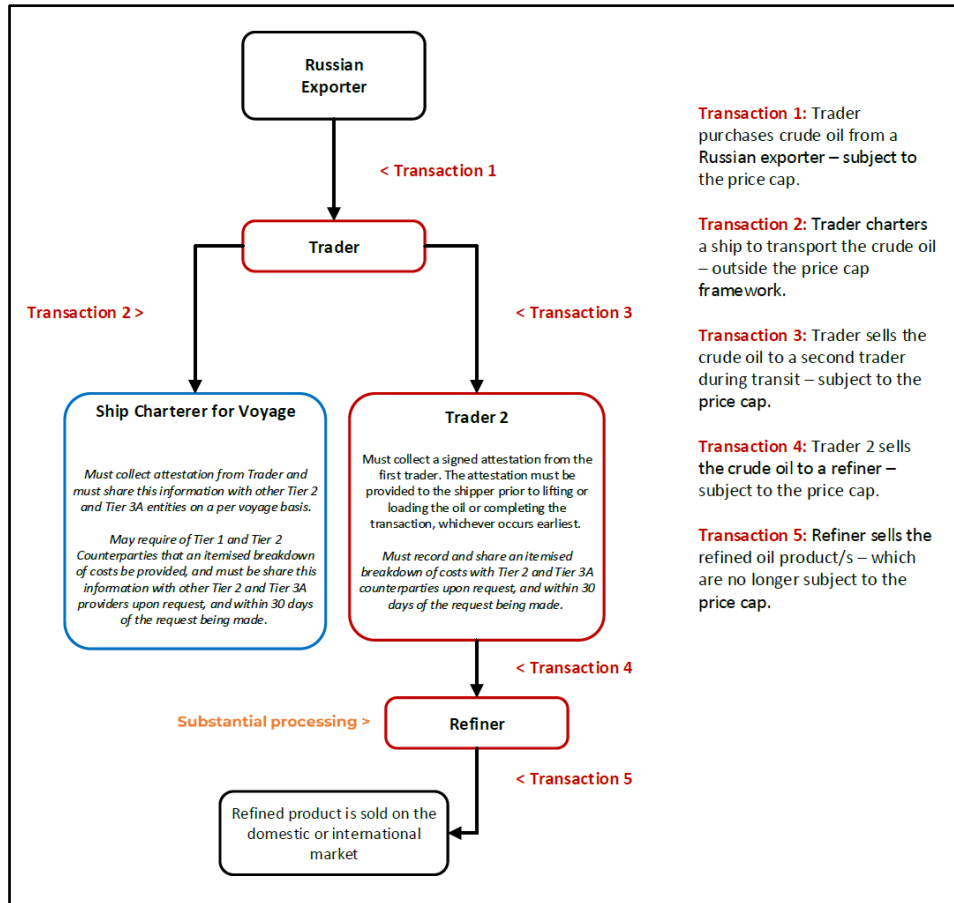 Russian
Exporter
< Transaction 1
Trader
Transaction 2 >
< Transaction 3
Ship Charterer for Voyage
Must collect attestation from Trader and
must share this information with other Tier 2
and Tier 3A entities on a per voyage basis.
May require of Tier 1 and Tier 2
Counterparties that an itemised breakdown
of costs be provided, and must be share this
information with other Tier 2 and Tier 3A
providers upon request, and within 30 days
of the request being made.
Trader 2
Must collect a signed attestation from the
first trader. The attestation must be
provided to the shipper prior to lifting or
loading the oil or completing the
transaction, whichever occurs earliest.
Must record and share an itemised
breakdown of costs with Tier 2 and Tier 3A
counterparties upon request, and within 30
days of the request being made.
< Transaction 4
Substantial processing >
Refiner
< Transaction 5
Refined product is sold on the
domestic or international
market
Transaction 1: Trader
purchases crude oil from a
Russian exporter – subject to
the price cap.
Transaction 2: Trader charters
a ship to transport the crude oil
– outside the price cap
framework.
Transaction 3: Trader sells the
crude oil to a second trader
during transit – subject to the
price cap.
Transaction 4: Trader 2 sells
the crude oil to a refiner –
subject to the price cap.
Transaction 5: Refiner sells the
refined oil product/s – which
are no longer subject to the
price cap.